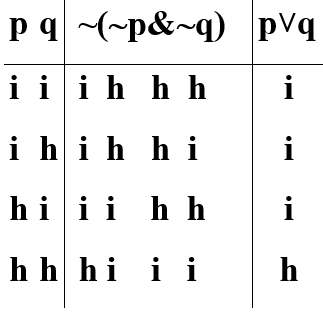 p q ~(~p&~q) p∨q
i i i h h h i
i h i h h i i
h i i i h h i
h h h i i i h